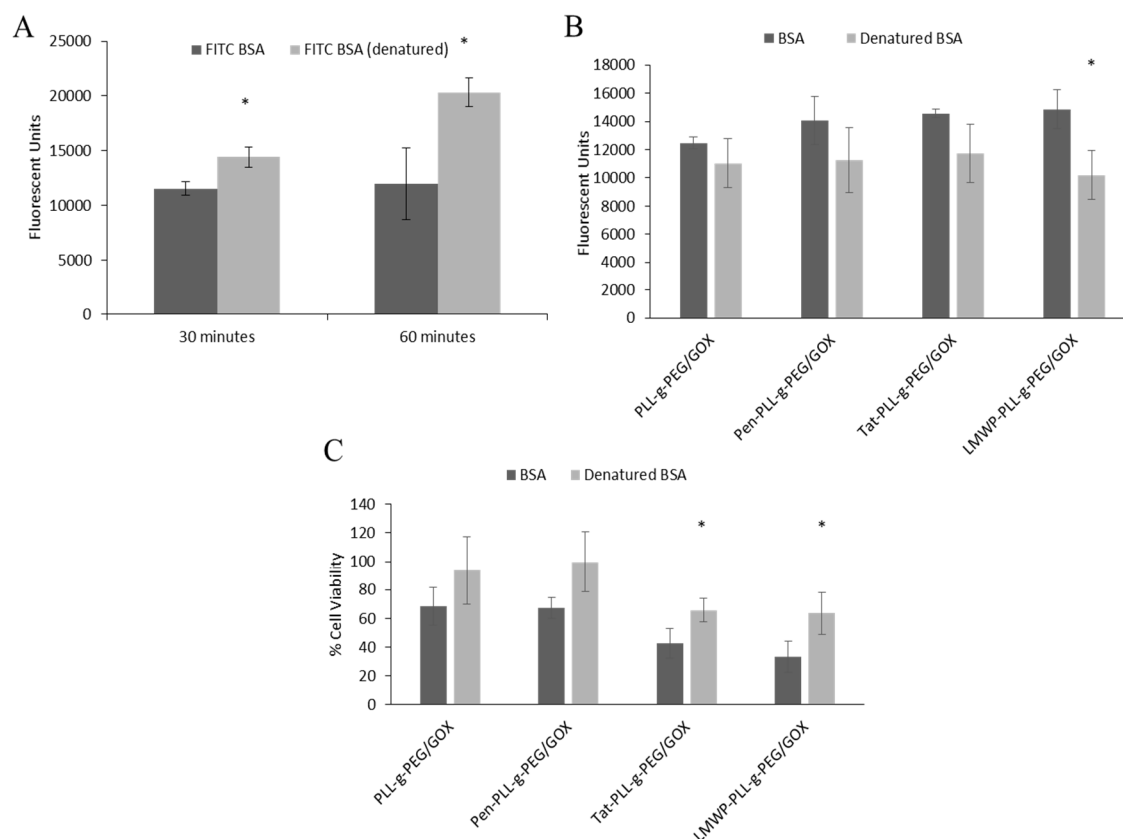 A
FITC BSA FITC BSA (denatured)
*
*
25000
20000
15000
10000
5000
0
Fluorescent Units
30 minutes 60 minutes
B
BSA Denatured BSA
*
18000
16000
14000
12000
10000
8000
6000
4000
2000
0
Fluorescent Units
PLL-g-PEG/GOX
Pen-PLL-g-PEG/GOX
Tat-PLL-g-PEG/GOX
LMWP-PLL-g-PEG/GOX
C
BSA Denatured BSA
* *
140
120
100
80
60
40
20
0
% Cell Viability
PLL-g-PEG/GOX
Pen-PLL-g-PEG/GOX
Tat-PLL-g-PEG/GOX
LMWP-PLL-g-PEG/GOX